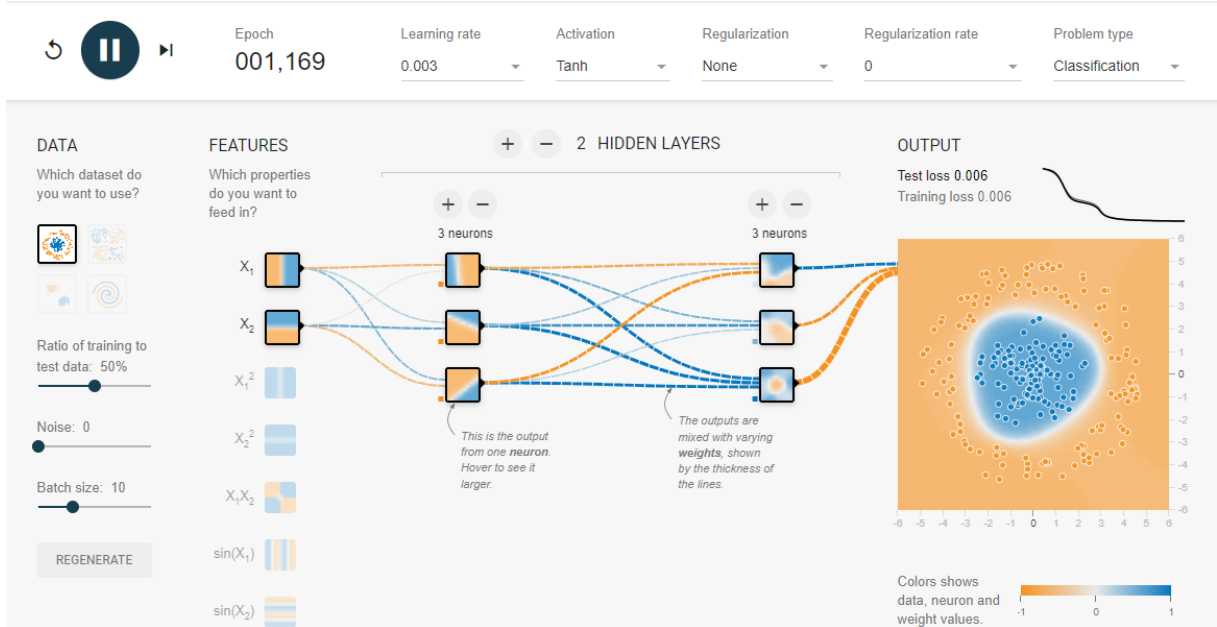 Epoch
001,169
Learning rate
0.003
Activation
Tanh
Regularization
None
Regularization rate
0
Problem type
Classification
DATA
Which dataset do
you want to use?
Ratio of training to
test data: 50%
Noise: 0
Batch size: 10
REGENERATE
FEATURES
Which properties
do you want to
feed in?
X₁
X₂
X₁²
X₂²
X₁X₂
sin(X₁)
sin(X₂)
+ − 2 HIDDEN LAYERS
+ −
3 neurons
+ −
3 neurons
This is the output
from one neuron.
Hover to see it
larger.
The outputs are
mixed with varying
weights, shown
by the thickness of
the lines.
OUTPUT
Test loss 0.006
Training loss 0.006
6
5
4
3
2
1
0
-1
-2
-3
-4
-5
-6
-6 -5 -4 -3 -2 -1 0 1 2 3 4 5 6
Colors shows
data, neuron and
weight values.
-1 0 1